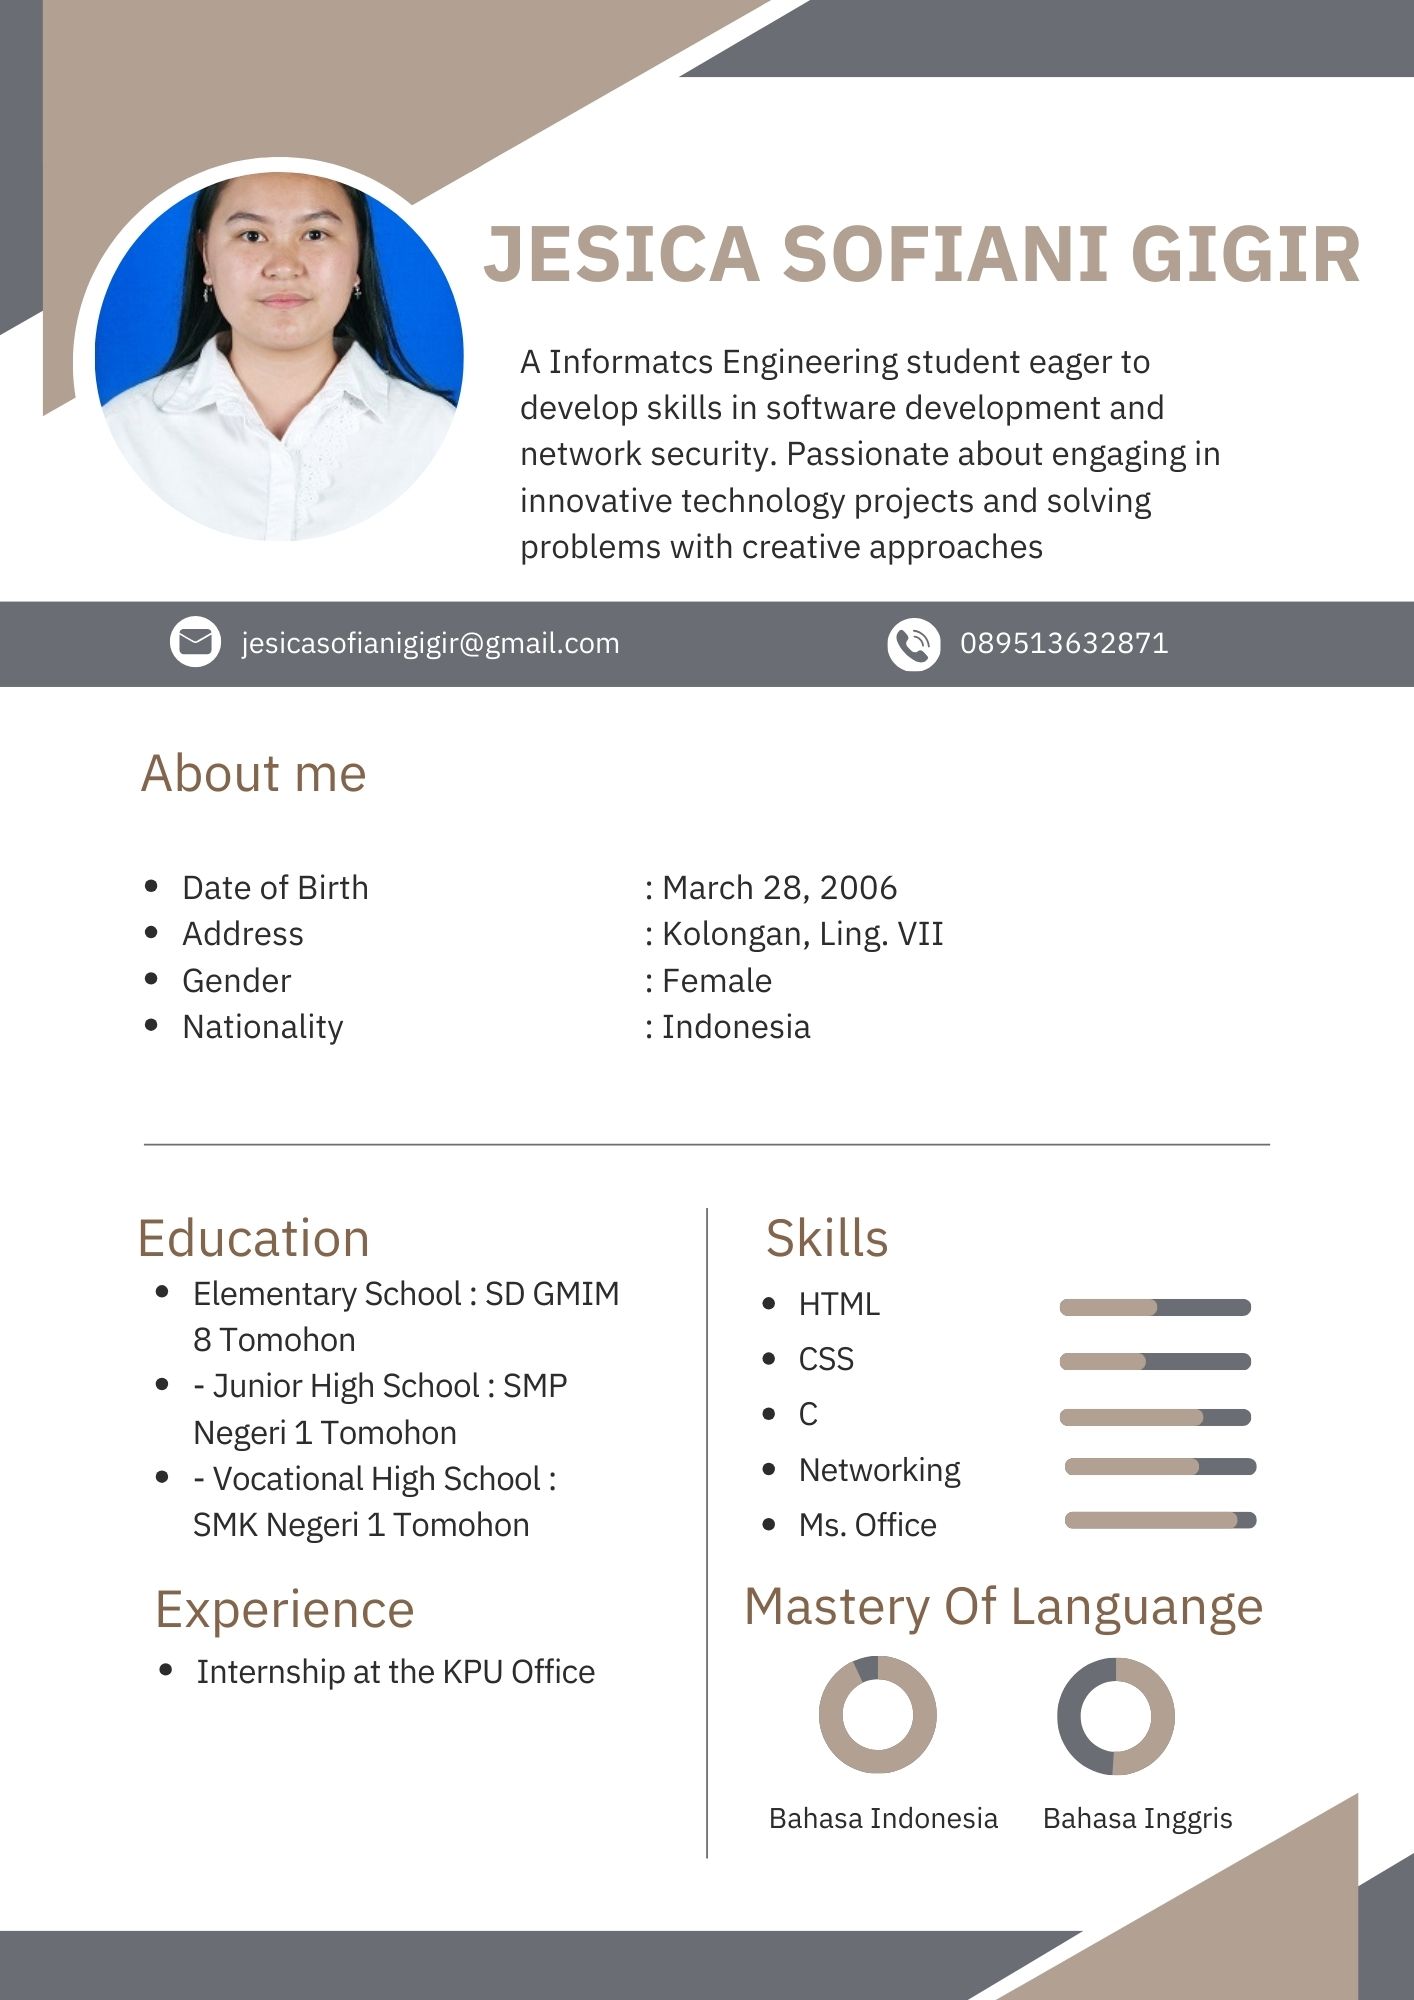 JESICA SOFIANI GIGIR
A Informatcs Engineering student eager to
develop skills in software development and
network security. Passionate about engaging in
innovative technology projects and solving
problems with creative approaches
jesicasofianigigir@gmail.com
089513632871
About me
Date of Birth : March 28, 2006
Address : Kolongan, Ling. VII
Gender : Female
Nationality : Indonesia
Education
Elementary School : SD GMIM
8 Tomohon
- Junior High School : SMP
Negeri 1 Tomohon
- Vocational High School :
SMK Negeri 1 Tomohon
Experience
Internship at the KPU Office
Skills
HTML
CSS
C
Networking
Ms. Office
Mastery Of Languange
Bahasa Indonesia
Bahasa Inggris